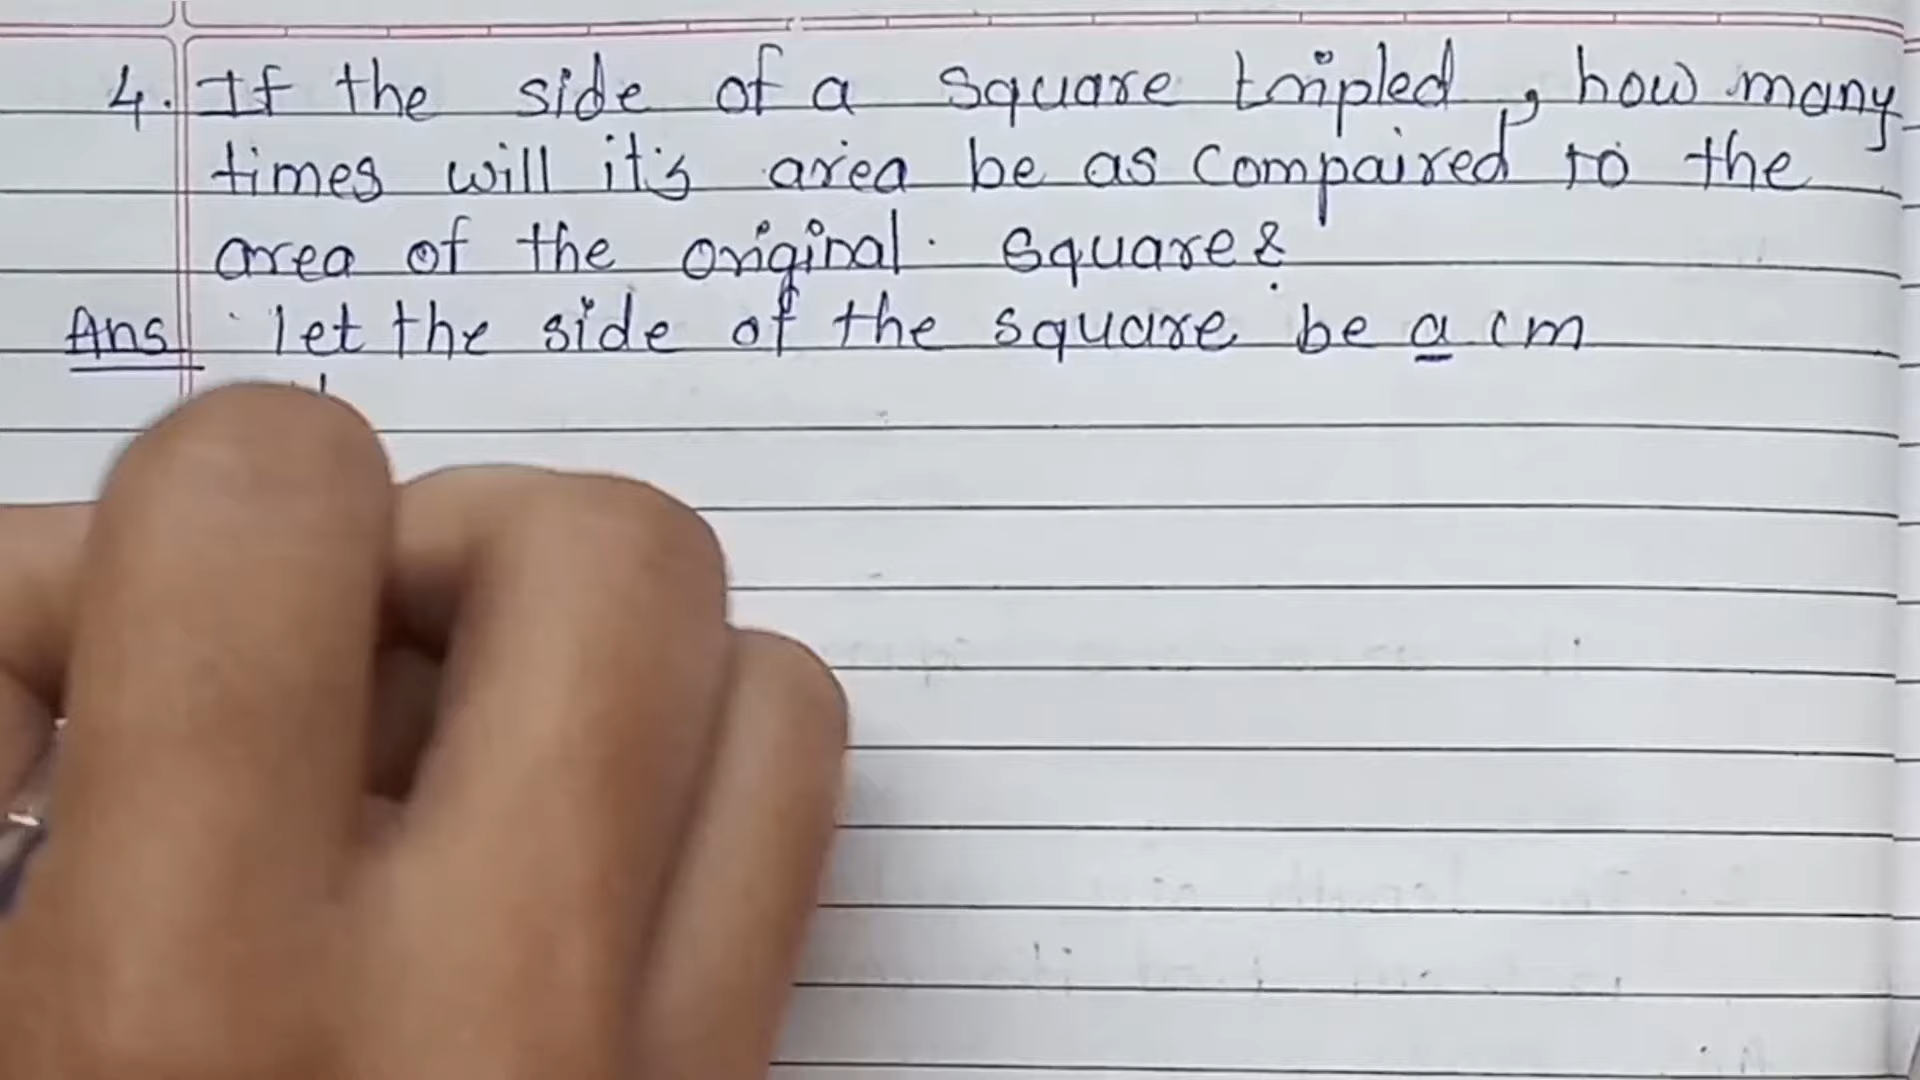 4. If the side of a square tripled, how many
times will it's area be as compaired to the
area of the original square?
Ans let the side of the square be a cm